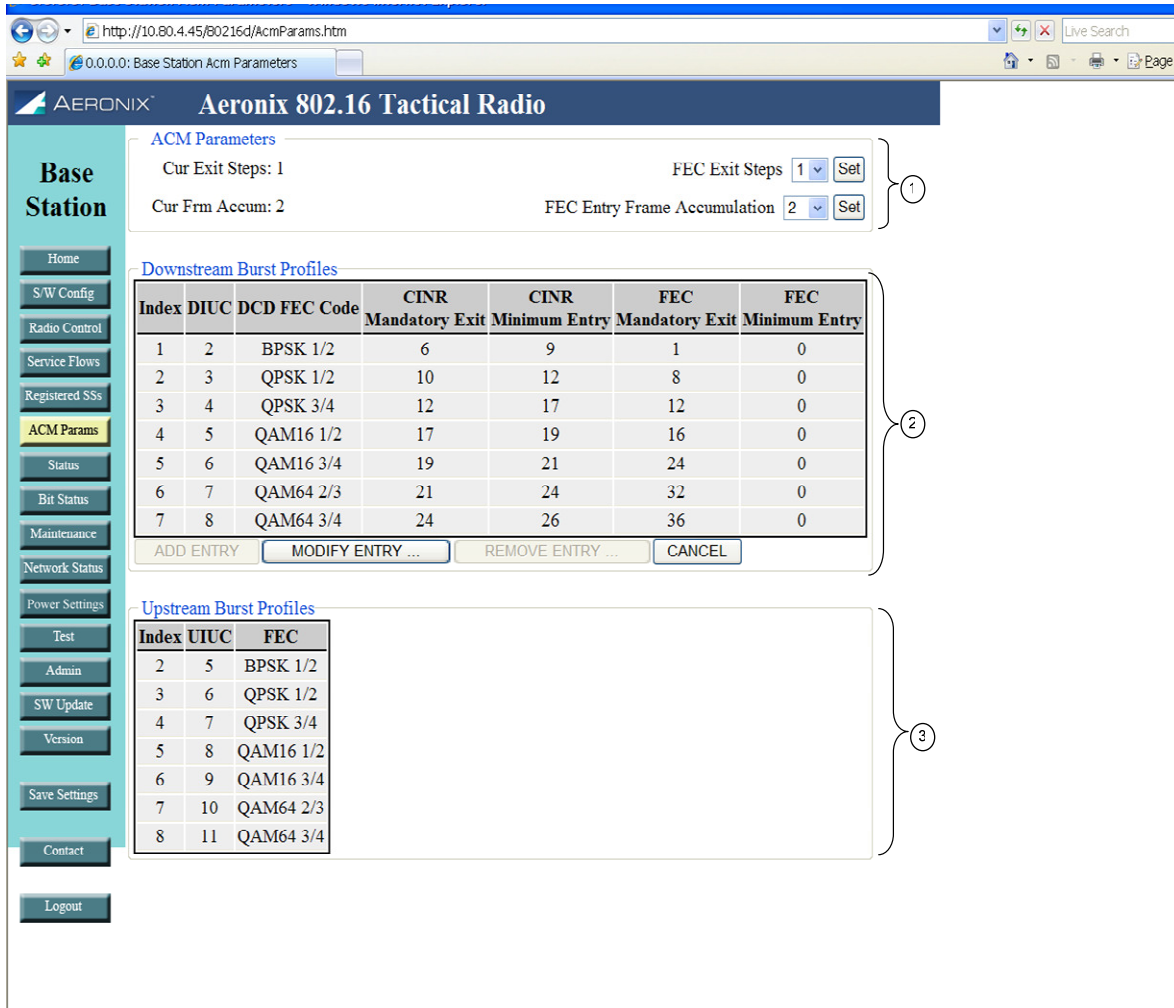 http://10.80.4.45/80216d/AcmParams.htm
Live Search
0.0.0.0: Base Station Acm Parameters
Page
AERONIX
Aeronix 802.16 Tactical Radio
Base
Station
Home
S/W Config
Radio Control
Service Flows
Registered SSs
ACM Params
Status
Bit Status
Maintenance
Network Status
Power Settings
Test
Admin
SW Update
Version
Save Settings
Contact
Logout
ACM Parameters
Cur Exit Steps: 1
FEC Exit Steps 1 Set
Cur Frm Accum: 2
FEC Entry Frame Accumulation 2 Set
1
Downstream Burst Profiles
Index DIUC DCD FEC Code CINR Mandatory Exit CINR Minimum Entry FEC Mandatory Exit FEC Minimum Entry
1 2 BPSK 1/2 6 9 1 0
2 3 QPSK 1/2 10 12 8 0
3 4 QPSK 3/4 12 17 12 0
4 5 QAM16 1/2 17 19 16 0
5 6 QAM16 3/4 19 21 24 0
6 7 QAM64 2/3 21 24 32 0
7 8 QAM64 3/4 24 26 36 0
ADD ENTRY MODIFY ENTRY ... REMOVE ENTRY ... CANCEL
2
Upstream Burst Profiles
Index UIUC FEC
2 5 BPSK 1/2
3 6 QPSK 1/2
4 7 QPSK 3/4
5 8 QAM16 1/2
6 9 QAM16 3/4
7 10 QAM64 2/3
8 11 QAM64 3/4
3